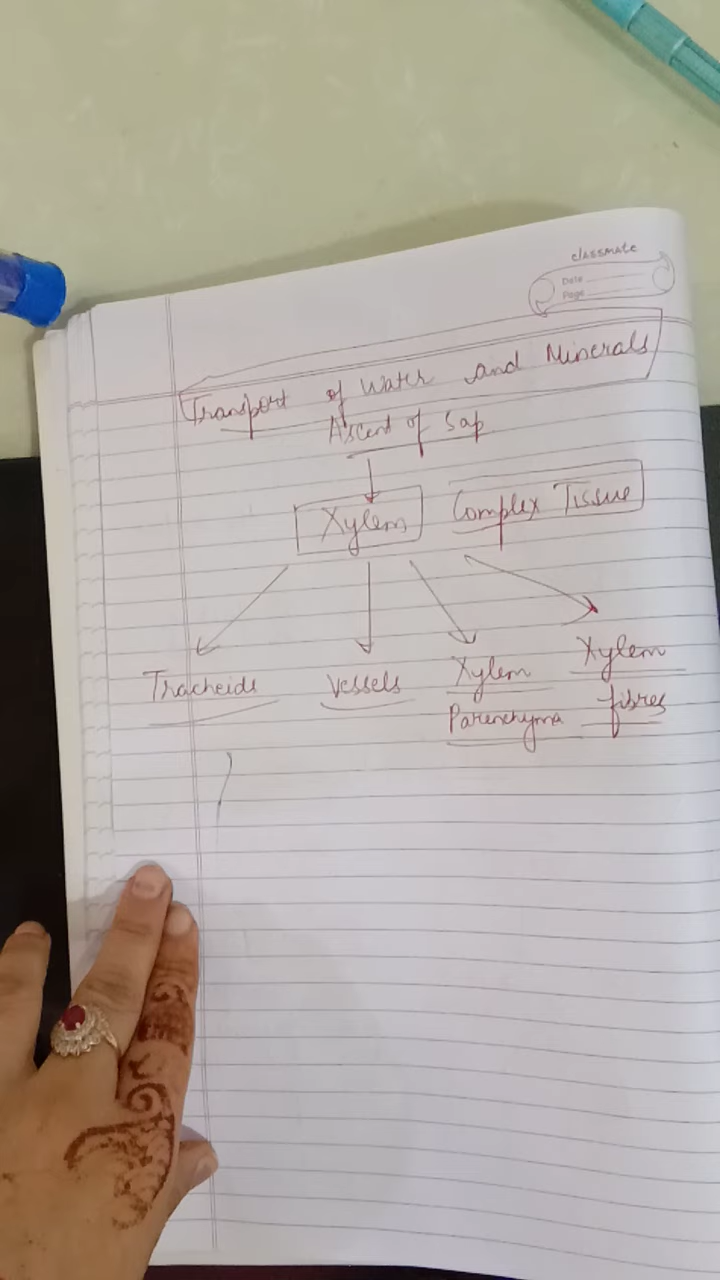 classmate
Date
Page
Transport of Water and Minerals
Ascent of Sap
Xylem Complex Tissue
Tracheids Vessels Xylem Parenchyma Xylem fibres